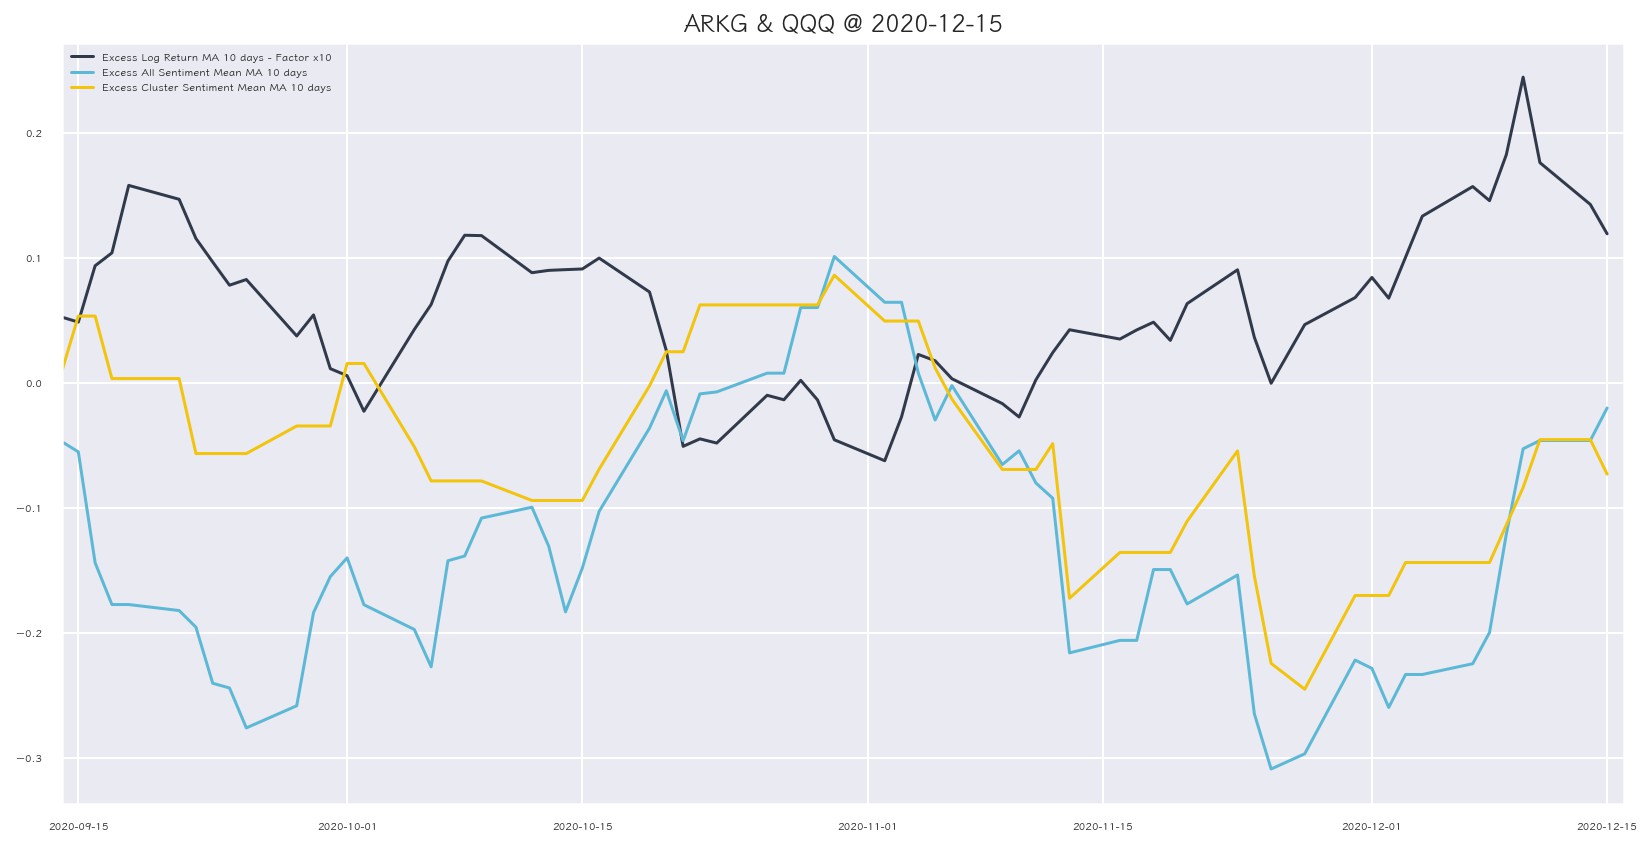 ARKG & QQQ @ 2020-12-15
Excess Log Return MA 10 days - Factor x10
Excess All Sentiment Mean MA 10 days
Excess Cluster Sentiment Mean MA 10 days
0.2
0.1
0.0
−0.1
−0.2
−0.3
2020-09-15 2020-10-01 2020-10-15 2020-11-01 2020-11-15 2020-12-01 2020-12-15